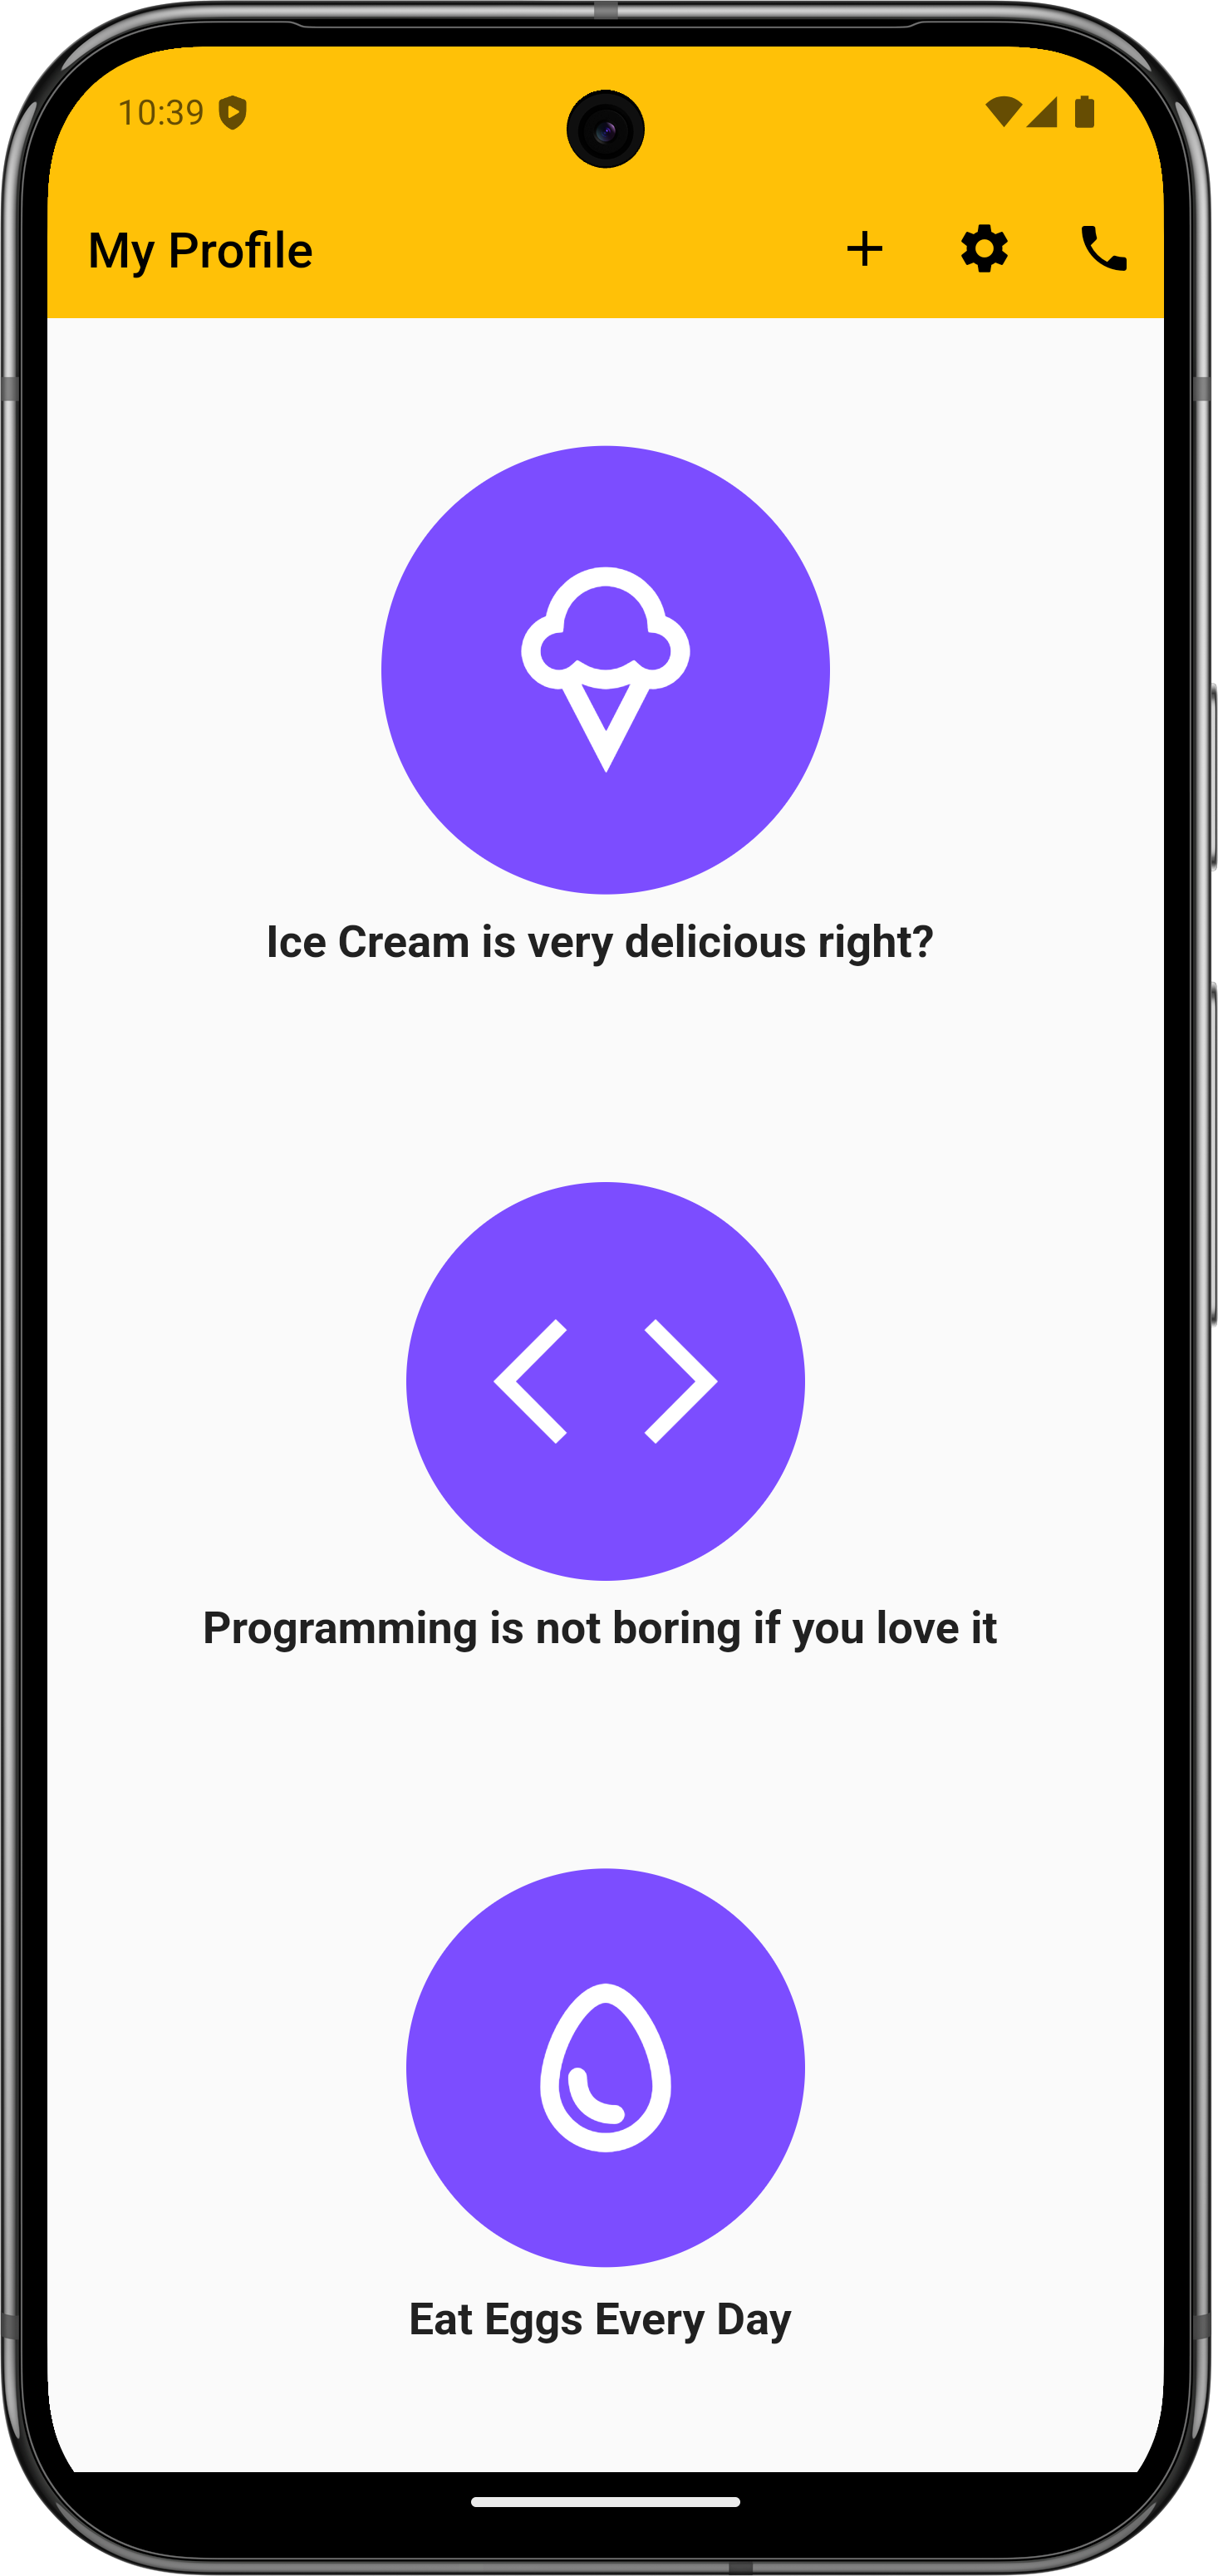 10:39
My Profile
Ice Cream is very delicious right?
Programming is not boring if you love it
Eat Eggs Every Day